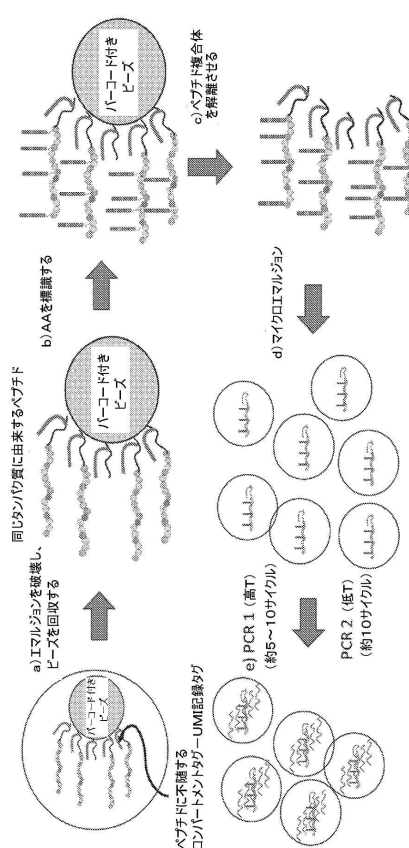 バーコード付き
ビーズ
ペプチドに不随する
コンパートメントタグーUMI記録タグ
a)エマルジョンを破壊し、
ビーズを回収する
同じタンパク質に由来するペプチド
バーコード付き
ビーズ
b)AAを標識する
バーコード付き
ビーズ
c)ペプチド複合体
を解離させる
d)マイクロエマルジョン
e) PCR 1 (高T)
(約5~10サイクル)
PCR 2 (低T)
(約10サイクル)